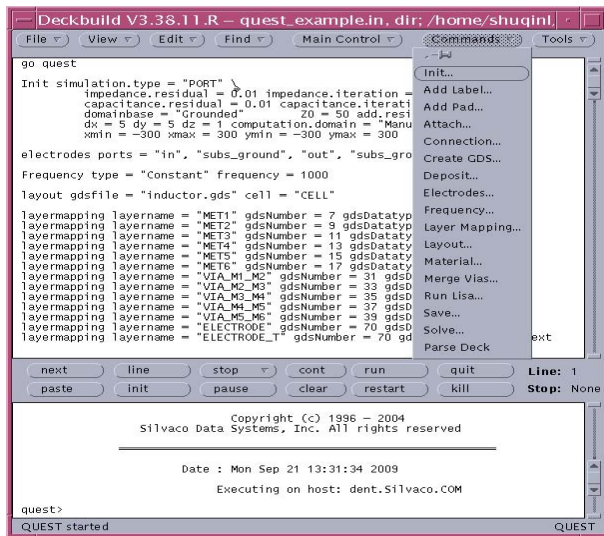 Deckbuild V3.38.11.R – quest_example.in, dir; /home/shuqinl.
File View Edit Find Main Control Commands Tools
go quest
Init simulation.type = "PORT" \
impedance.residual = 0.01 impedance.iteration =
capacitance.residual = 0.01 capacitance.iterati
domainbase = "Grounded" Z0 = 50 add.resi
dx = 5 dy = 5 dz = 1 computation.domain = "Manu
xmin = -300 xmax = 300 ymin = -300 ymax = 300
electrodes ports = "in", "subs_ground", "out", "subs_gro
Frequency type = "Constant" frequency = 1000
layout gdsfile = "inductor.gds" cell = "CELL"
layermapping layername = "MET1" gdsNumber = 7 gdsDatatyp
layermapping layername = "MET2" gdsNumber = 9 gdsDatatyp
layermapping layername = "MET3" gdsNumber = 11 gdsDataty
layermapping layername = "MET4" gdsNumber = 13 gdsDataty
layermapping layername = "MET5" gdsNumber = 15 gdsDataty
layermapping layername = "MET6" gdsNumber = 17 gdsDataty
layermapping layername = "VIA_M1_M2" gdsNumber = 31 gdsD
layermapping layername = "VIA_M2_M3" gdsNumber = 33 gdsD
layermapping layername = "VIA_M3_M4" gdsNumber = 35 gdsD
layermapping layername = "VIA_M4_M5" gdsNumber = 37 gdsD
layermapping layername = "VIA_M5_M6" gdsNumber = 39 gdsD
layermapping layername = "ELECTRODE" gdsNumber = 70 gdsD
layermapping layername = "ELECTRODE_T" gdsNumber = 70 gd ext
Init...
Add Label...
Add Pad...
Attach...
Connection...
Create GDS...
Deposit...
Electrodes...
Frequency...
Layer Mapping...
Layout...
Material...
Merge Vias...
Run Lisa...
Save...
Solve...
Parse Deck
next line stop cont run quit Line: 1
paste init pause clear restart kill Stop: None
Copyright (c) 1996 – 2004
Silvaco Data Systems, Inc. All rights reserved
Date : Mon Sep 21 13:31:34 2009
Executing on host: dent.Silvaco.COM
quest>
QUEST started QUEST